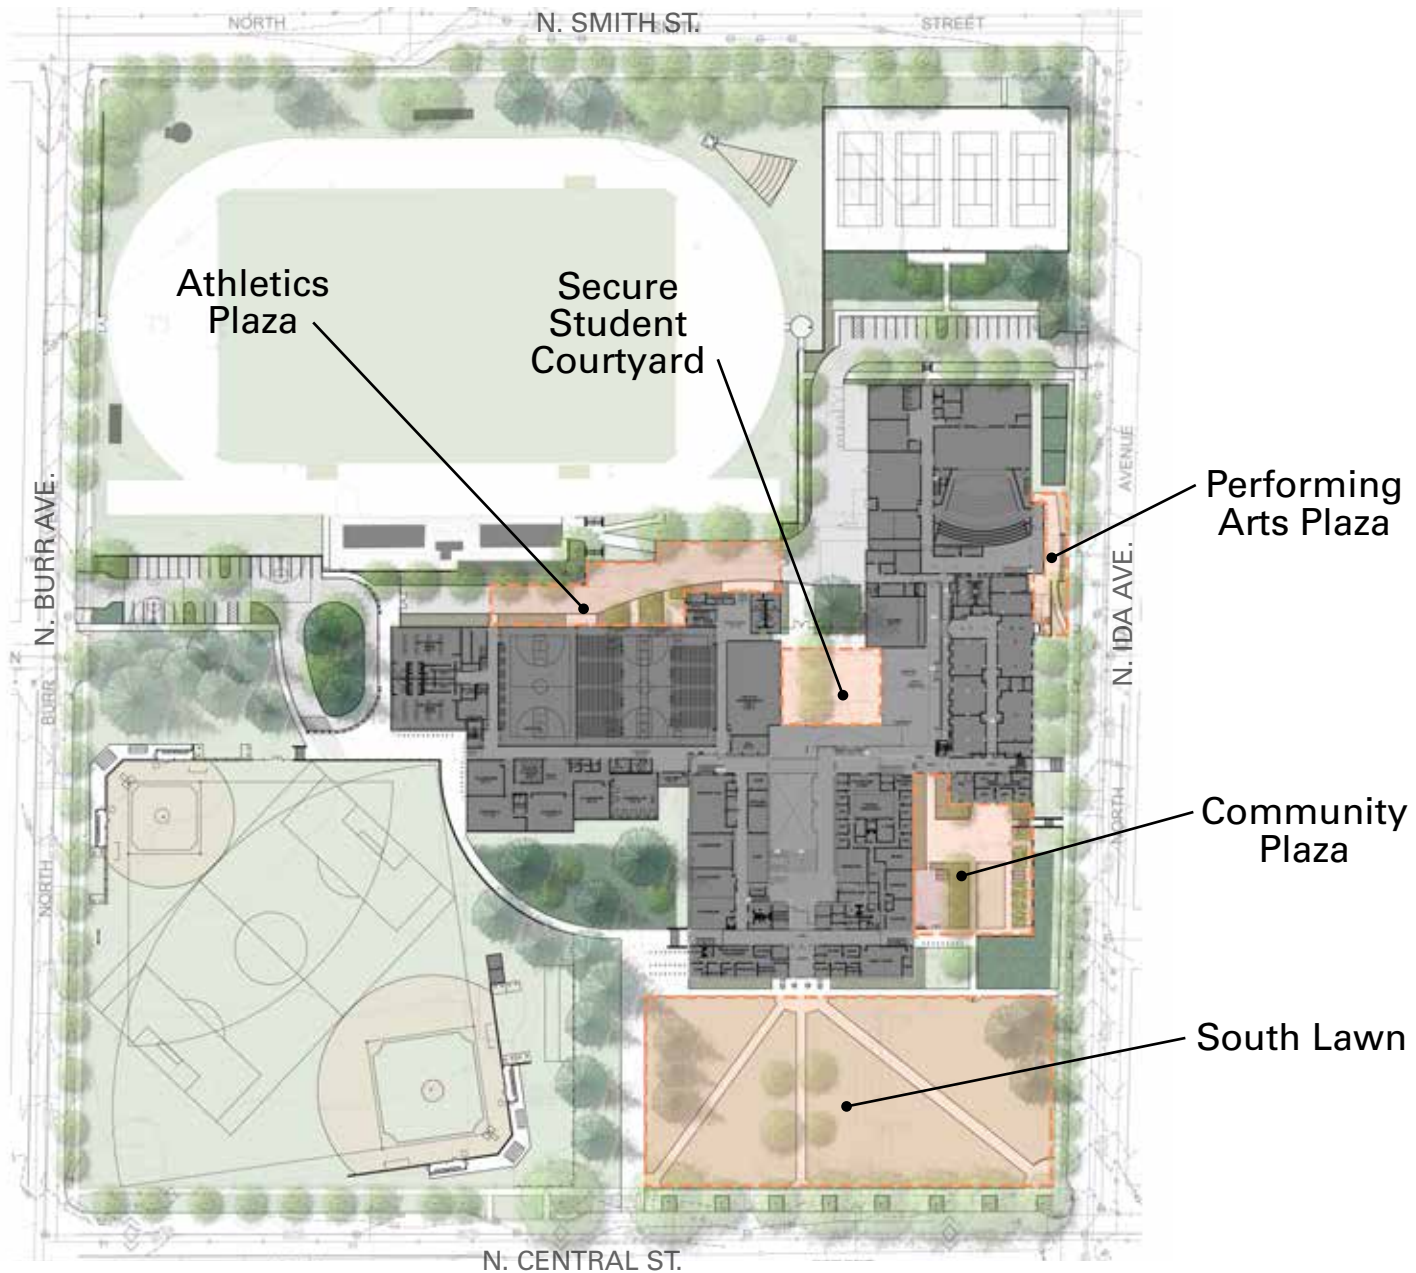 NORTH
N. SMITH ST.
STREET
Athletics
Plaza
Secure
Student
Courtyard
N. BURR AVE.
BURR
NORTH
AVENUE
N. IDA AVE.
NORTH
Performing
Arts Plaza
Community
Plaza
South Lawn
N. CENTRAL ST.